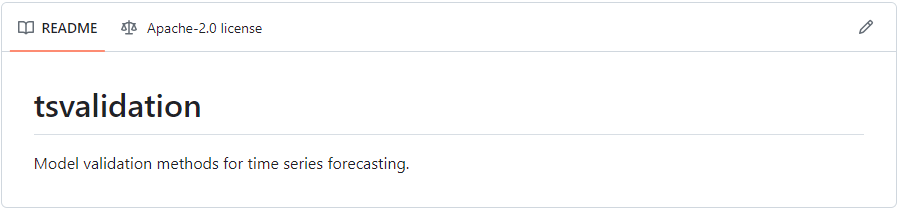 README Apache-2.0 license
tsvalidation
Model validation methods for time series forecasting.